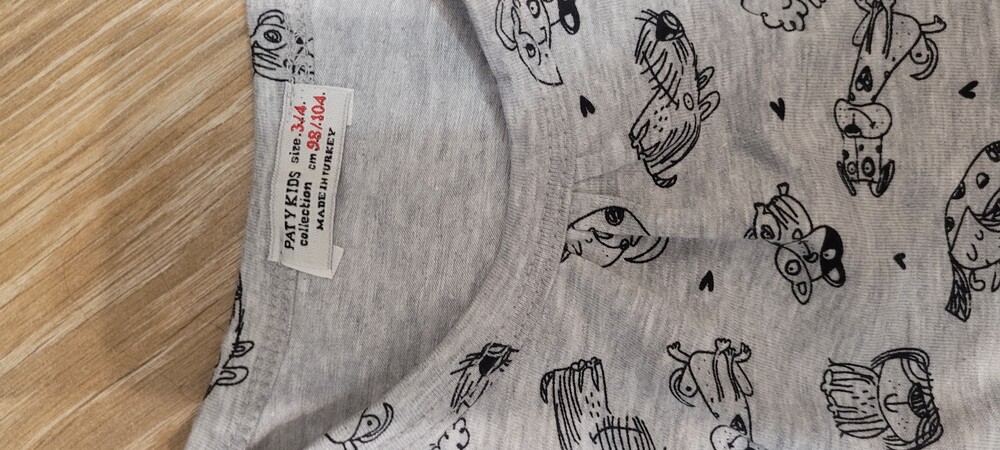 PATY KIDS size.3/4.
collection cm 98/104.
MADE IN TURKEY